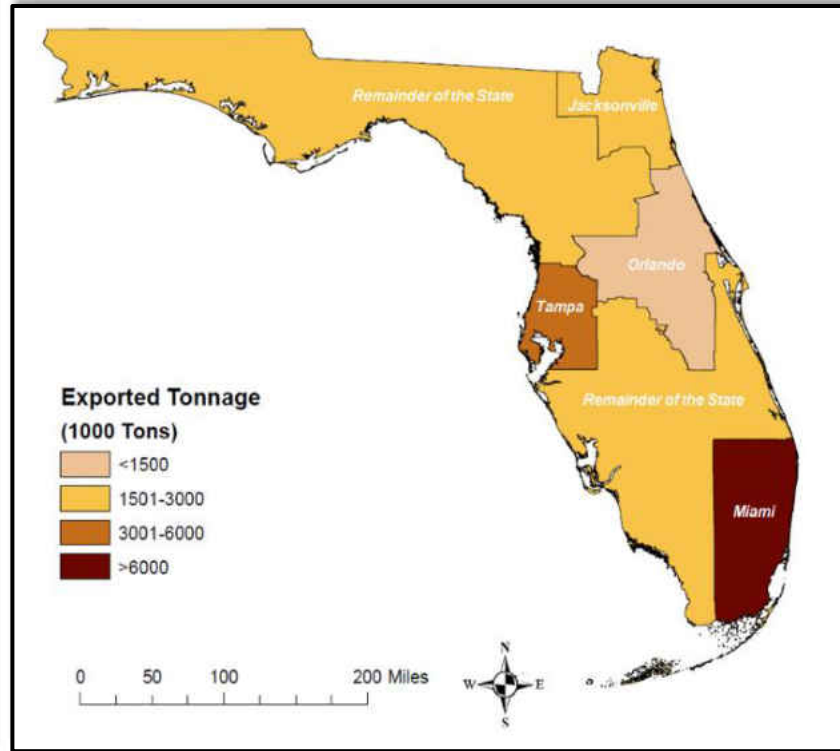 Remainder of the State
Jacksonville
Orlando
Tampa
Remainder of the State
Miami
Exported Tonnage
(1000 Tons)
<1500
1501-3000
3001-6000
>6000
0 50 100 200 Miles
N
W E
S